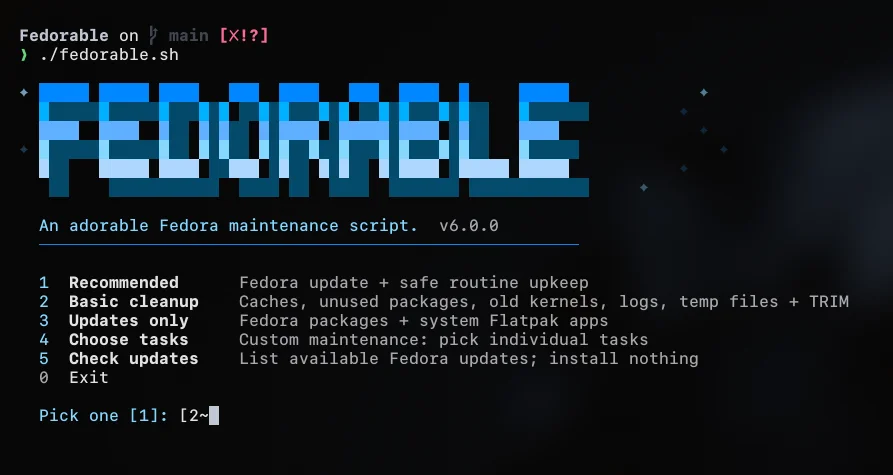 Fedorable on main [X!?]
❯ ./fedorable.sh
FEDORABLE
An adorable Fedora maintenance script. v6.0.0
1 Recommended Fedora update + safe routine upkeep
2 Basic cleanup Caches, unused packages, old kernels, logs, temp files + TRIM
3 Updates only Fedora packages + system Flatpak apps
4 Choose tasks Custom maintenance: pick individual tasks
5 Check updates List available Fedora updates; install nothing
0 Exit
Pick one [1]: [2~